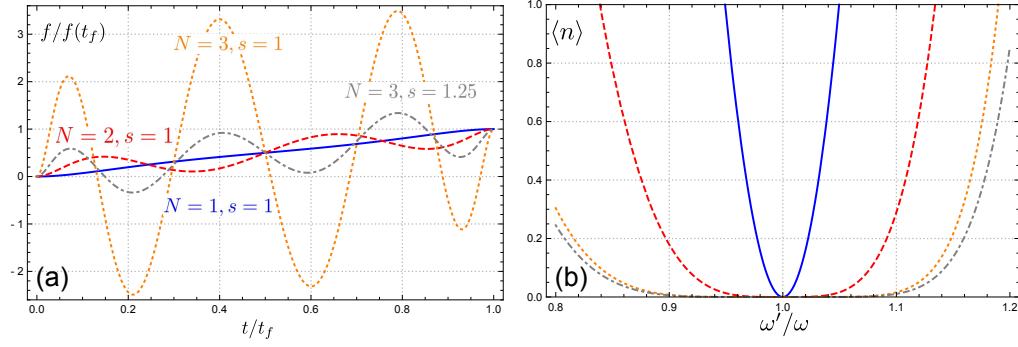 f/f(t_f)
3
2
1
0
-1
-2
N = 3, s = 1
N = 3, s = 1.25
N = 2, s = 1
N = 1, s = 1
(a)
0.0 0.2 0.4 0.6 0.8 1.0
t/t_f
⟨n⟩
1.0
0.8
0.6
0.4
0.2
0.0
(b)
0.8 0.9 1.0 1.1 1.2
ω′/ω